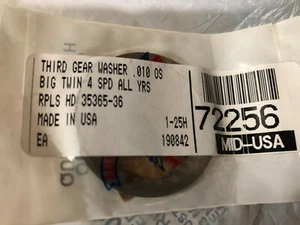 THIRD GEAR WASHER .010 OS
BIG TWIN 4 SPD ALL YRS
RPLS HD 35365-36
MADE IN USA 1-25H
EA 190842
72256
MID-USA